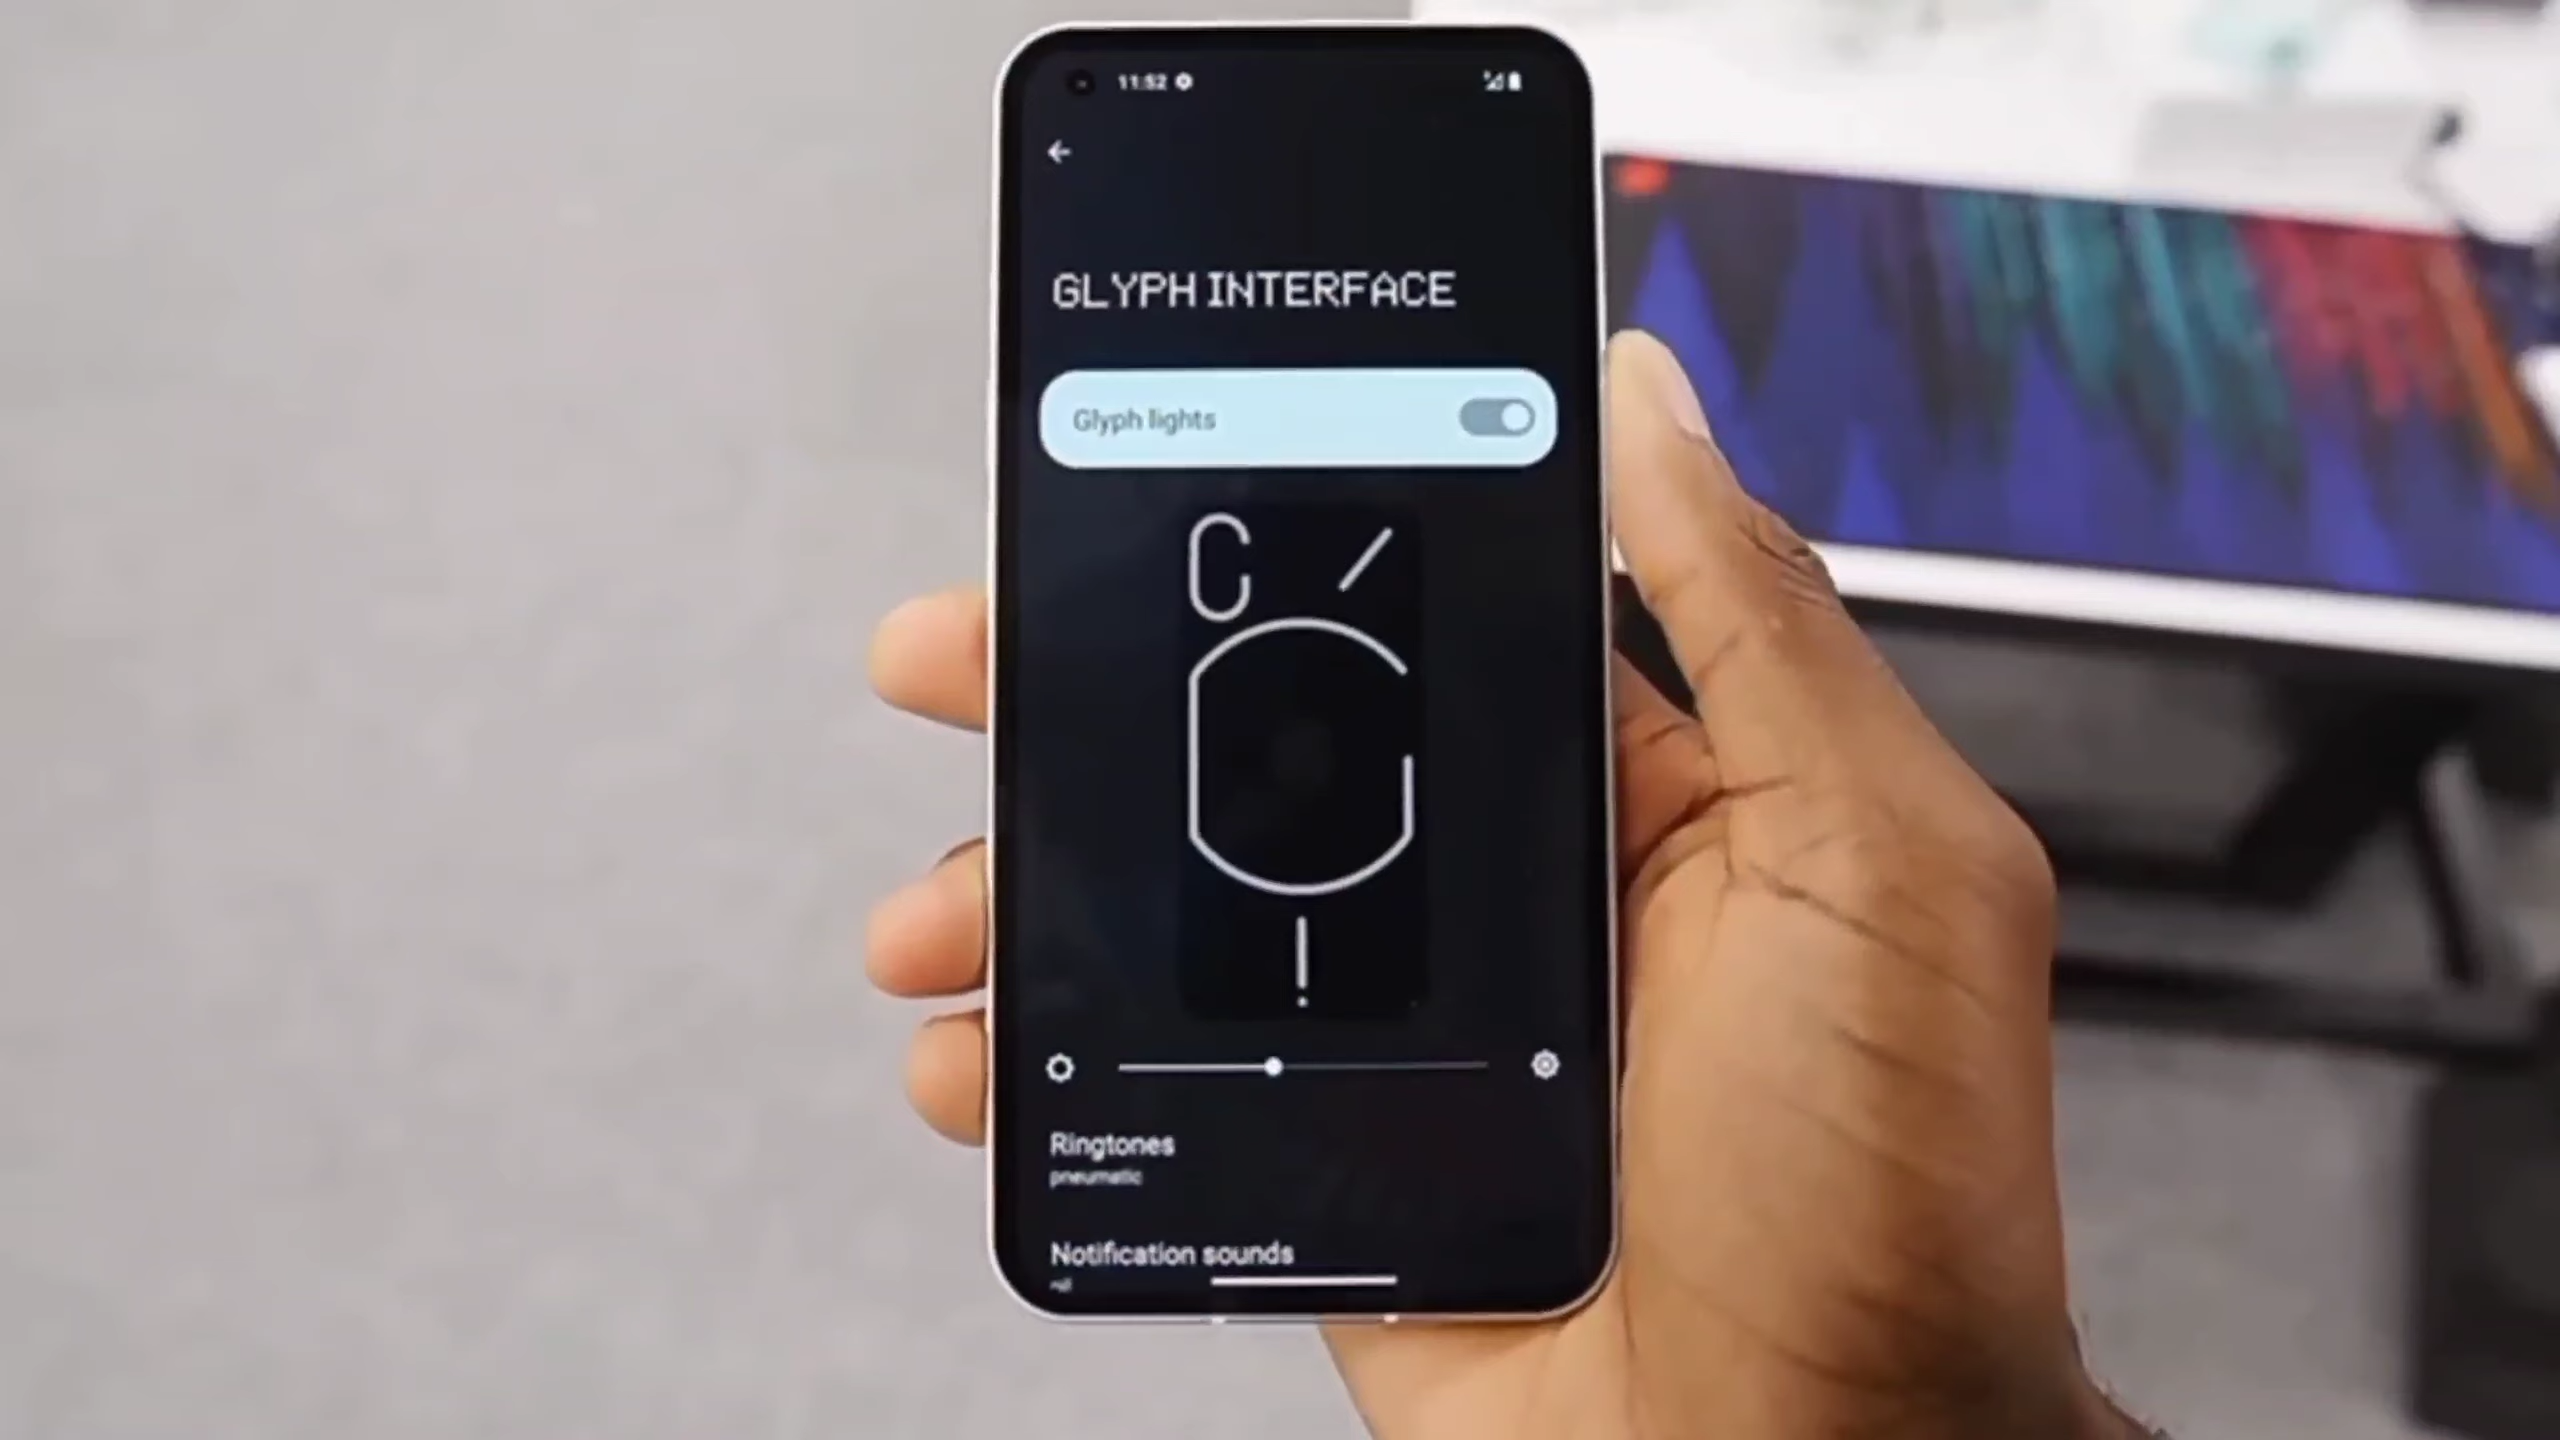 11:52
GLYPH INTERFACE
Glyph lights
Ringtones
pneumatic
Notification sounds